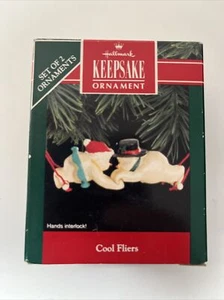 Hallmark
KEEPSAKE
ORNAMENT
SET OF 2
ORNAMENTS
Hands interlock!
Cool Fliers